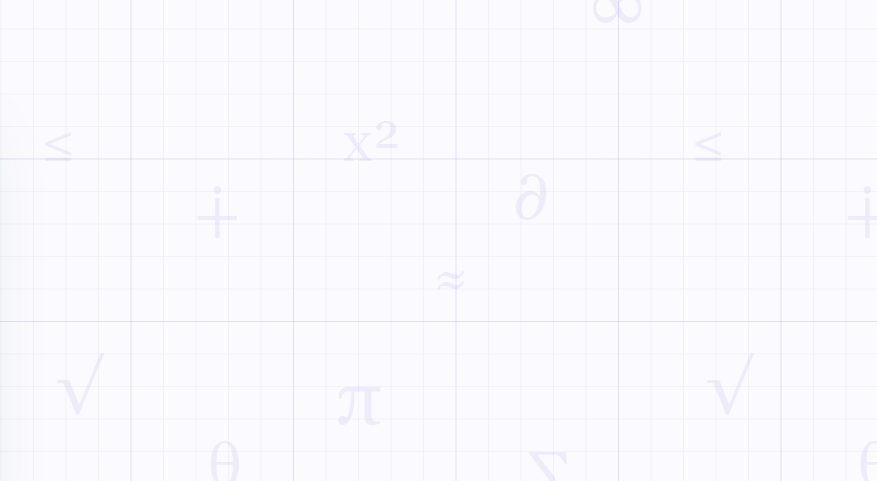 ∞
≤ x² ≤
∔ ∂ ∔
≈
√ π √
θ Σ θ